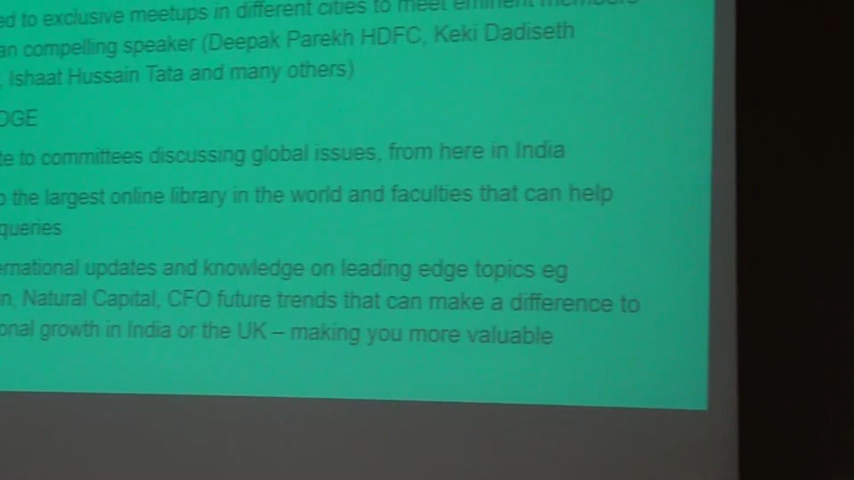 ed to exclusive meetups in different cities to meet eminent members
an compelling speaker (Deepak Parekh HDFC, Keki Dadiseth
, Ishaat Hussain Tata and many others)
DGE
te to committees discussing global issues, from here in India
o the largest online library in the world and faculties that can help
queries
ernational updates and knowledge on leading edge topics eg
n, Natural Capital, CFO future trends that can make a difference to
onal growth in India or the UK – making you more valuable